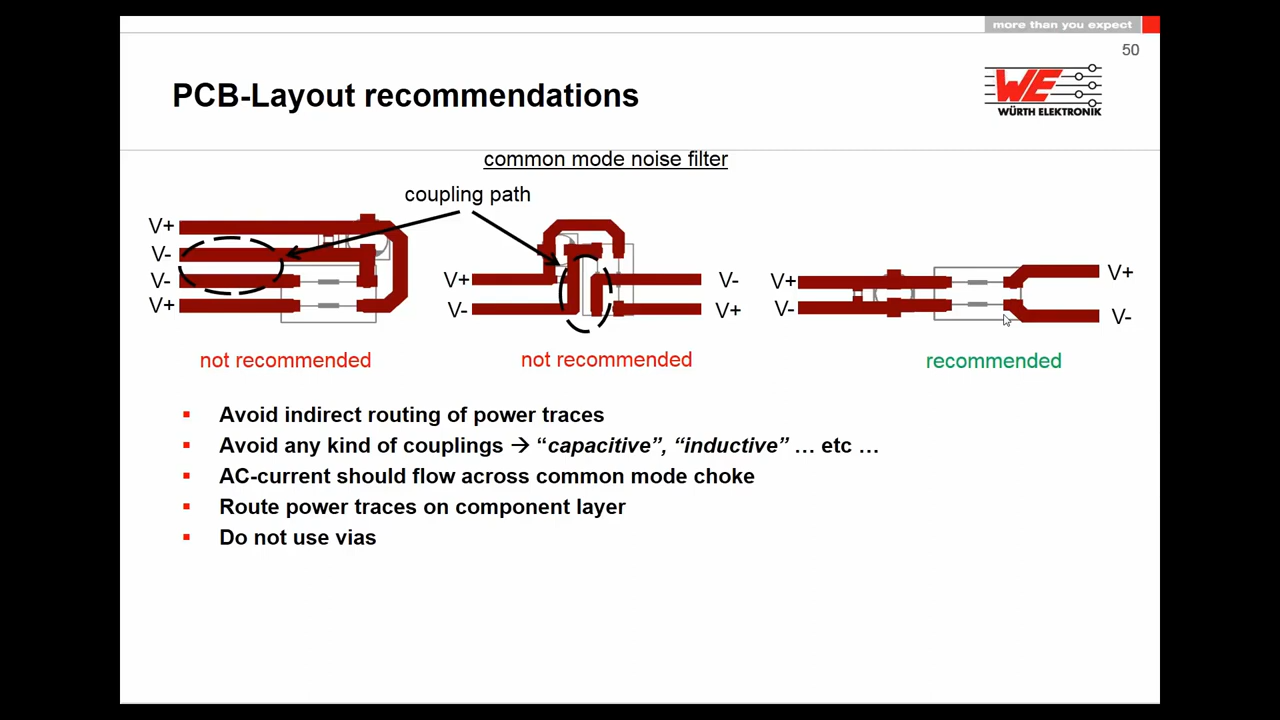 more than you expect
50
PCB-Layout recommendations
WE
WÜRTH ELEKTRONIK
common mode noise filter
coupling path
V+
V-
V-
V+
not recommended
V+
V-
V-
V+
not recommended
V+
V-
V+
V-
recommended
▪ Avoid indirect routing of power traces
▪ Avoid any kind of couplings → “capacitive”, “inductive” … etc …
▪ AC-current should flow across common mode choke
▪ Route power traces on component layer
▪ Do not use vias